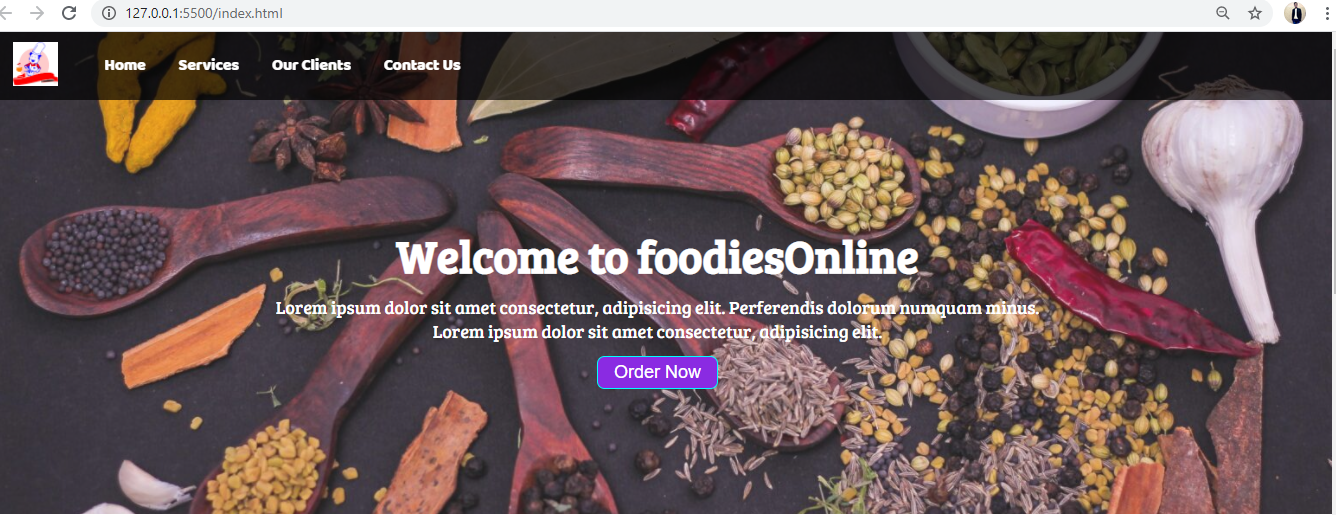 127.0.0.1:5500/index.html
Home Services Our Clients Contact Us
Welcome to foodiesOnline
Lorem ipsum dolor sit amet consectetur, adipisicing elit. Perferendis dolorum numquam minus.
Lorem ipsum dolor sit amet consectetur, adipisicing elit.
Order Now